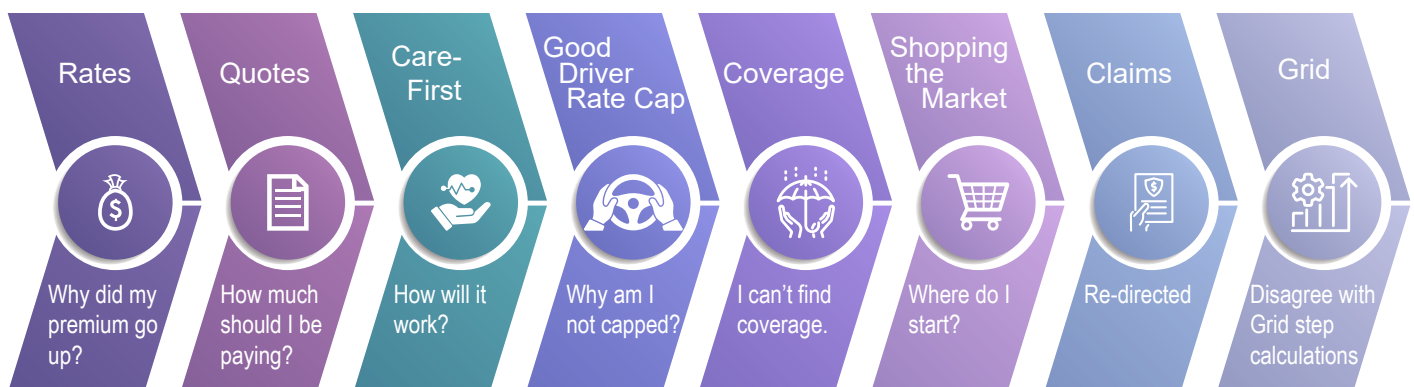 Rates
Why did my
premium go
up?
Quotes
How much
should I be
paying?
Care-
First
How will it
work?
Good
Driver
Rate Cap
Why am I
not capped?
Coverage
I can’t find
coverage.
Shopping
the
Market
Where do I
start?
Claims
Re-directed
Grid
Disagree with
Grid step
calculations